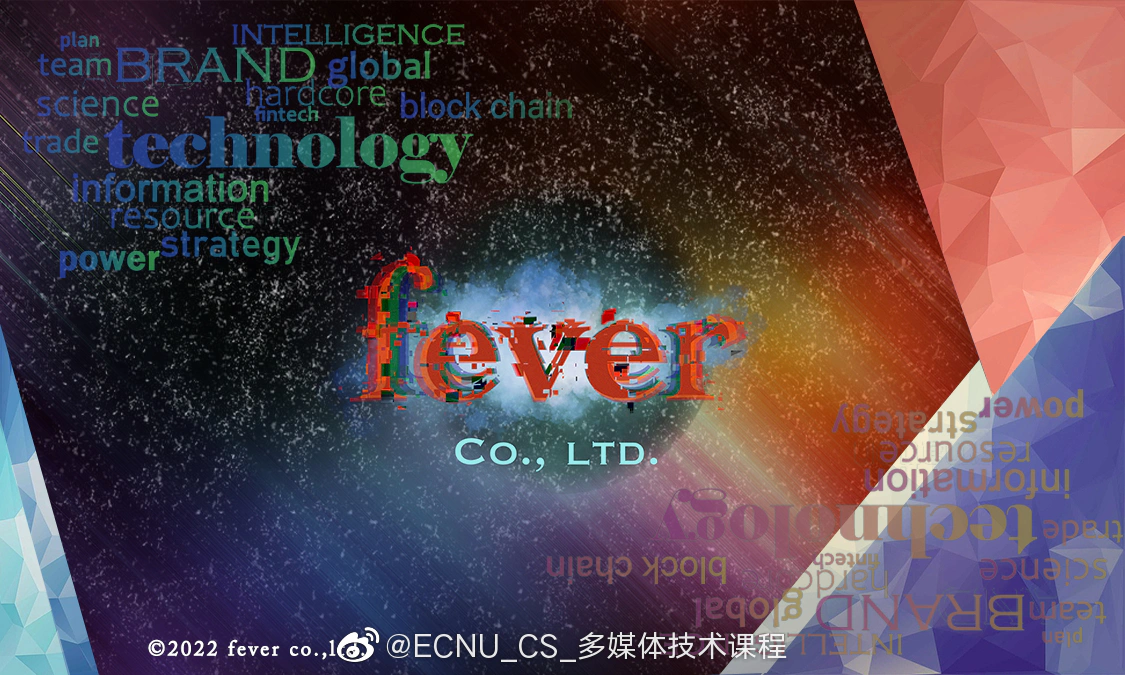 plan
INTELLIGENCE
team BRAND global
science hardcore block chain
fintech
trade technology
information
resource
power strategy
fever
Co., LTD.
power
strategy
resource
information
trade technology
fintech
science block chain
team BRAND global
plan
©2022 fever co.,l
@ECNU_CS_多媒体技术课程